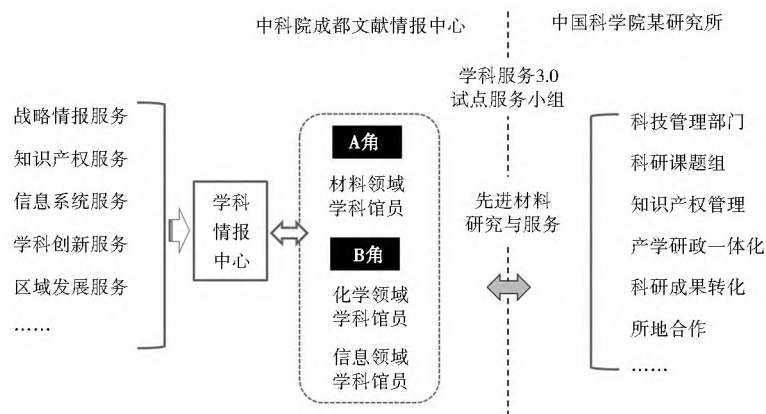 中科院成都文献情报中心
中国科学院某研究所
学科服务3.0
试点服务小组
战略情报服务
知识产权服务
信息系统服务
学科创新服务
区域发展服务
……
学科
情报
中心
A角
材料领域
学科馆员
B角
化学领域
学科馆员
信息领域
学科馆员
先进材料
研究与服务
科技管理部门
科研课题组
知识产权管理
产学研政一体化
科研成果转化
所地合作
……